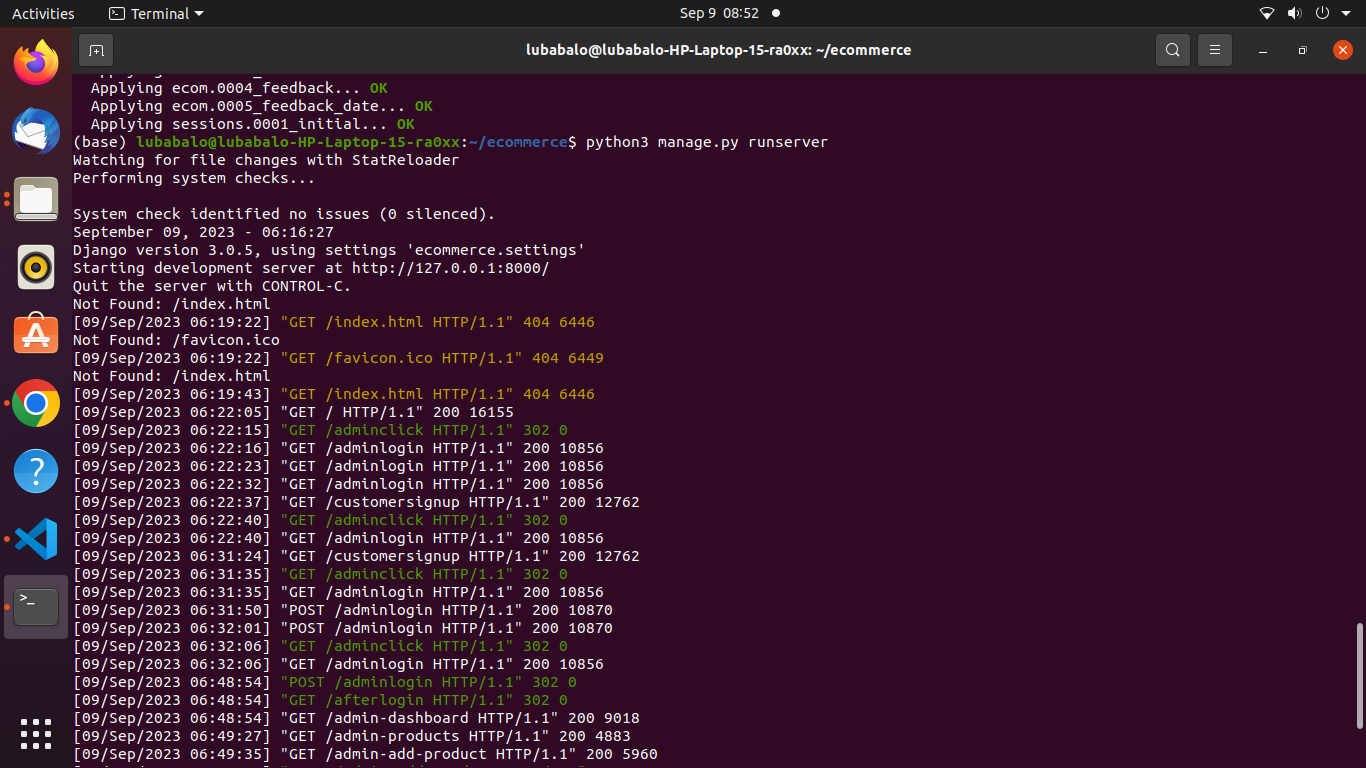 Activities
Terminal
Sep 9 08:52
lubabalo@lubabalo-HP-Laptop-15-ra0xx: ~/ecommerce
Applying ecom.0004_feedback... OK
Applying ecom.0005_feedback_date... OK
Applying sessions.0001_initial... OK
(base) lubabalo@lubabalo-HP-Laptop-15-ra0xx:~/ecommerce$ python3 manage.py runserver
Watching for file changes with StatReloader
Performing system checks...
System check identified no issues (0 silenced).
September 09, 2023 - 06:16:27
Django version 3.0.5, using settings 'ecommerce.settings'
Starting development server at http://127.0.0.1:8000/
Quit the server with CONTROL-C.
Not Found: /index.html
[09/Sep/2023 06:19:22] "GET /index.html HTTP/1.1" 404 6446
Not Found: /favicon.ico
[09/Sep/2023 06:19:22] "GET /favicon.ico HTTP/1.1" 404 6449
Not Found: /index.html
[09/Sep/2023 06:19:43] "GET /index.html HTTP/1.1" 404 6446
[09/Sep/2023 06:22:05] "GET / HTTP/1.1" 200 16155
[09/Sep/2023 06:22:15] "GET /adminclick HTTP/1.1" 302 0
[09/Sep/2023 06:22:16] "GET /adminlogin HTTP/1.1" 200 10856
[09/Sep/2023 06:22:23] "GET /adminlogin HTTP/1.1" 200 10856
[09/Sep/2023 06:22:32] "GET /adminlogin HTTP/1.1" 200 10856
[09/Sep/2023 06:22:37] "GET /customersignup HTTP/1.1" 200 12762
[09/Sep/2023 06:22:40] "GET /adminclick HTTP/1.1" 302 0
[09/Sep/2023 06:22:40] "GET /adminlogin HTTP/1.1" 200 10856
[09/Sep/2023 06:31:24] "GET /customersignup HTTP/1.1" 200 12762
[09/Sep/2023 06:31:35] "GET /adminclick HTTP/1.1" 302 0
[09/Sep/2023 06:31:35] "GET /adminlogin HTTP/1.1" 200 10856
[09/Sep/2023 06:31:50] "POST /adminlogin HTTP/1.1" 200 10870
[09/Sep/2023 06:32:01] "POST /adminlogin HTTP/1.1" 200 10870
[09/Sep/2023 06:32:06] "GET /adminclick HTTP/1.1" 302 0
[09/Sep/2023 06:32:06] "GET /adminlogin HTTP/1.1" 200 10856
[09/Sep/2023 06:48:54] "POST /adminlogin HTTP/1.1" 302 0
[09/Sep/2023 06:48:54] "GET /afterlogin HTTP/1.1" 302 0
[09/Sep/2023 06:48:54] "GET /admin-dashboard HTTP/1.1" 200 9018
[09/Sep/2023 06:49:27] "GET /admin-products HTTP/1.1" 200 4883
[09/Sep/2023 06:49:35] "GET /admin-add-product HTTP/1.1" 200 5960